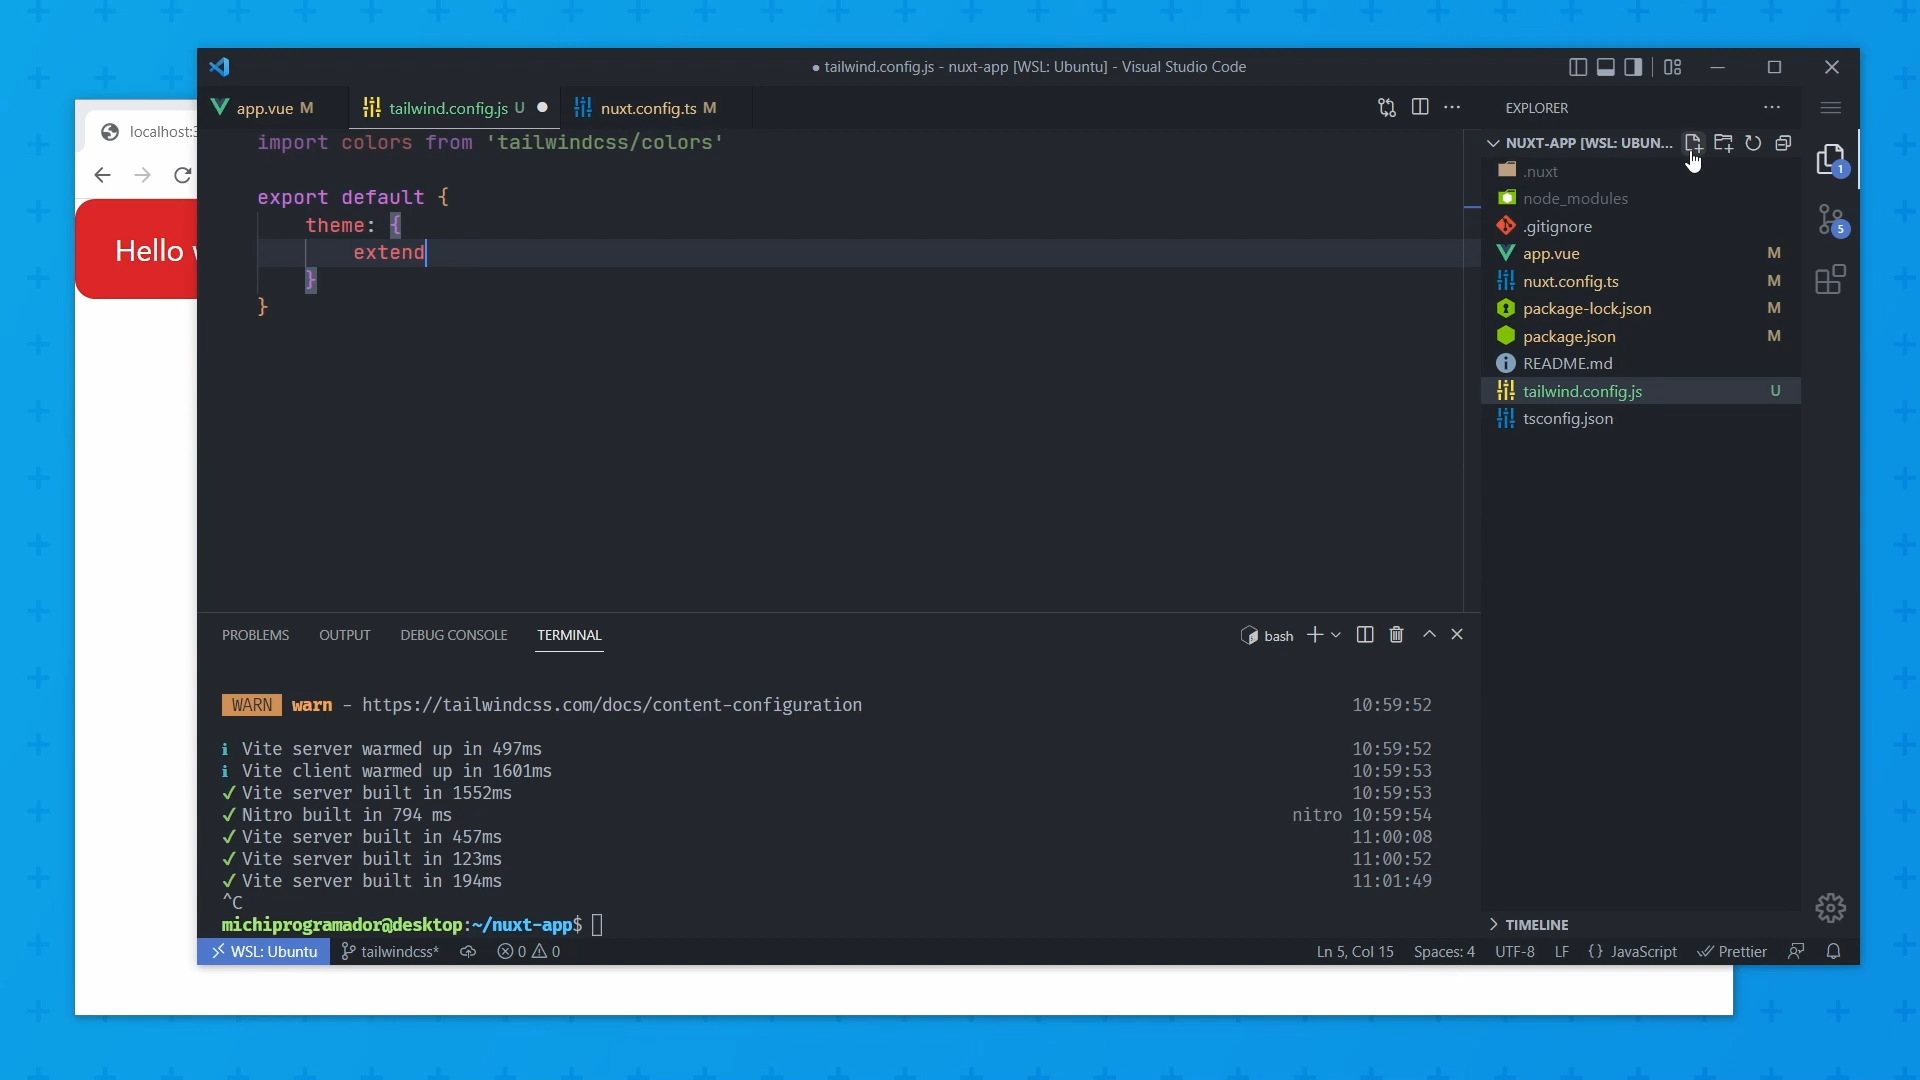 tailwind.config.js - nuxt-app [WSL: Ubuntu] - Visual Studio Code
app.vue M
tailwind.config.js U
nuxt.config.ts M
EXPLORER
localhost:3
import colors from 'tailwindcss/colors'
export default {
theme: {
extend
}
}
Hello
NUXT-APP [WSL: UBUN...
.nuxt
node_modules
.gitignore
app.vue M
nuxt.config.ts M
package-lock.json M
package.json M
README.md
tailwind.config.js U
tsconfig.json
1
5
PROBLEMS OUTPUT DEBUG CONSOLE TERMINAL
bash
WARN warn - https://tailwindcss.com/docs/content-configuration 10:59:52
ℹ Vite server warmed up in 497ms 10:59:52
ℹ Vite client warmed up in 1601ms 10:59:53
✓ Vite server built in 1552ms 10:59:53
✓ Nitro built in 794 ms nitro 10:59:54
✓ Vite server built in 457ms 11:00:08
✓ Vite server built in 123ms 11:00:52
✓ Vite server built in 194ms 11:01:49
^C
michiprogramador@desktop:~/nuxt-app$
TIMELINE
WSL: Ubuntu tailwindcss* 0 0 Ln 5, Col 15 Spaces: 4 UTF-8 LF {} JavaScript Prettier